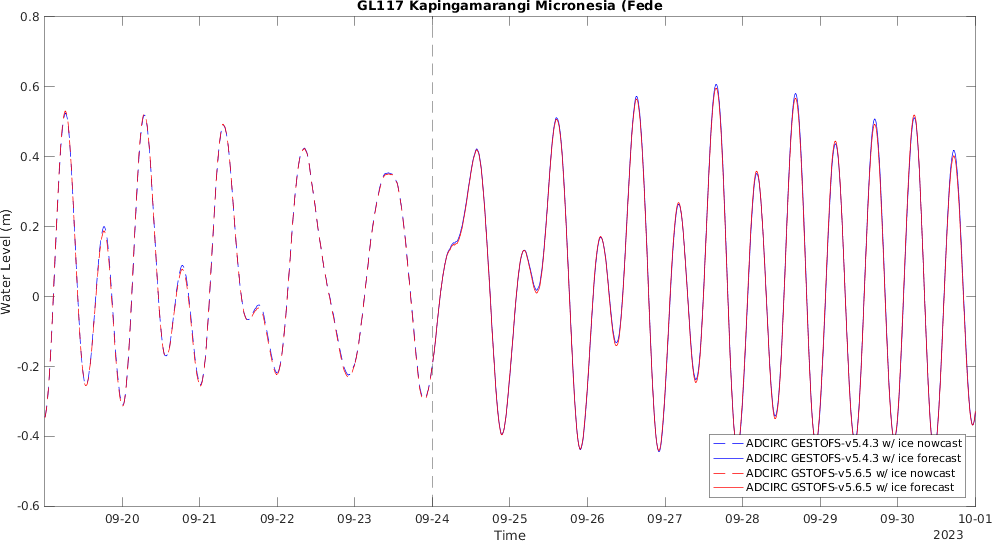 GL117 Kapingamarangi Micronesia (Fede
0.8
0.6
0.4
0.2
0
-0.2
-0.4
-0.6
Water Level (m)
ADCIRC GESTOFS-v5.4.3 w/ ice nowcast
ADCIRC GESTOFS-v5.4.3 w/ ice forecast
ADCIRC GSTOFS-v5.6.5 w/ ice nowcast
ADCIRC GSTOFS-v5.6.5 w/ ice forecast
09-20 09-21 09-22 09-23 09-24 09-25 09-26 09-27 09-28 09-29 09-30 10-01
Time
2023